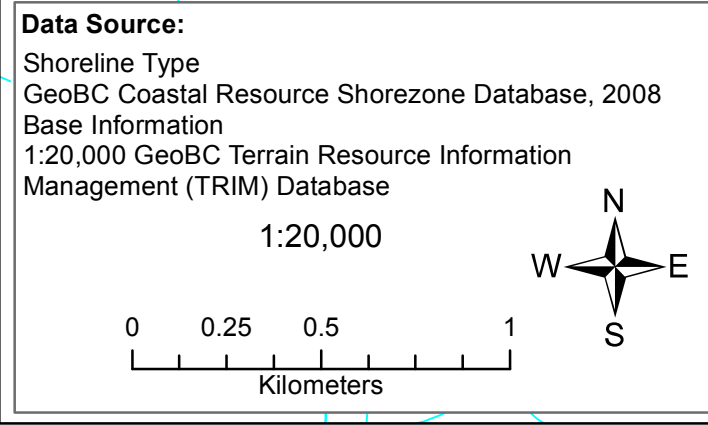 Data Source:
Shoreline Type
GeoBC Coastal Resource Shorezone Database, 2008
Base Information
1:20,000 GeoBC Terrain Resource Information
Management (TRIM) Database
1:20,000
N
W E
S
0 0.25 0.5 1
Kilometers